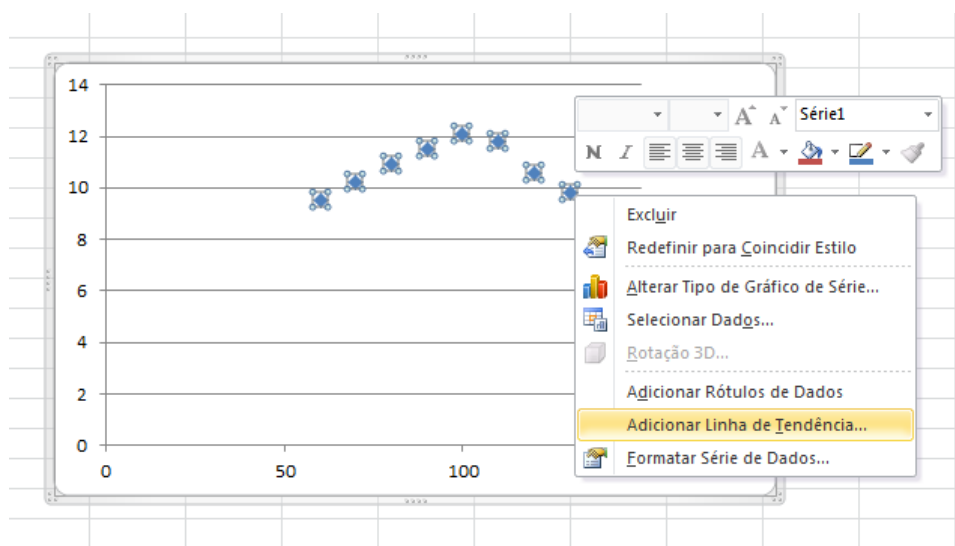 14
12
10
8
6
4
2
0
0 50 100
A A Série1
N I A
Excluir
Redefinir para Coincidir Estilo
Alterar Tipo de Gráfico de Série...
Selecionar Dados...
Rotação 3D...
Adicionar Rótulos de Dados
Adicionar Linha de Tendência...
Formatar Série de Dados...